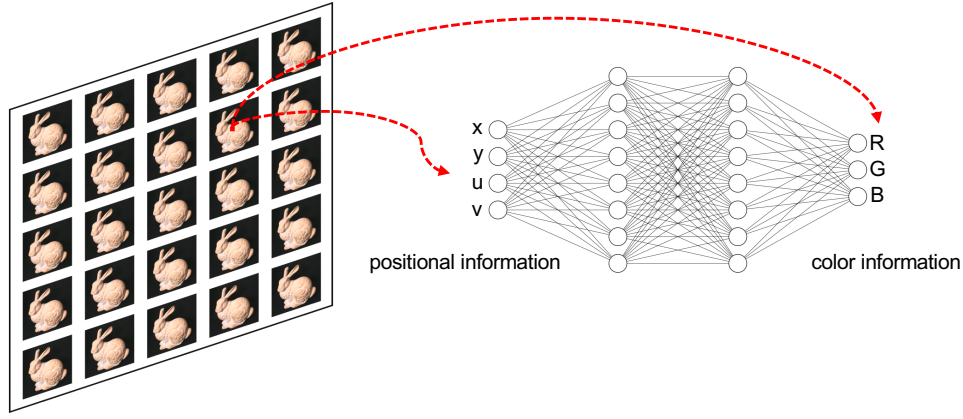 x
y
u
v
R
G
B
positional information
color information